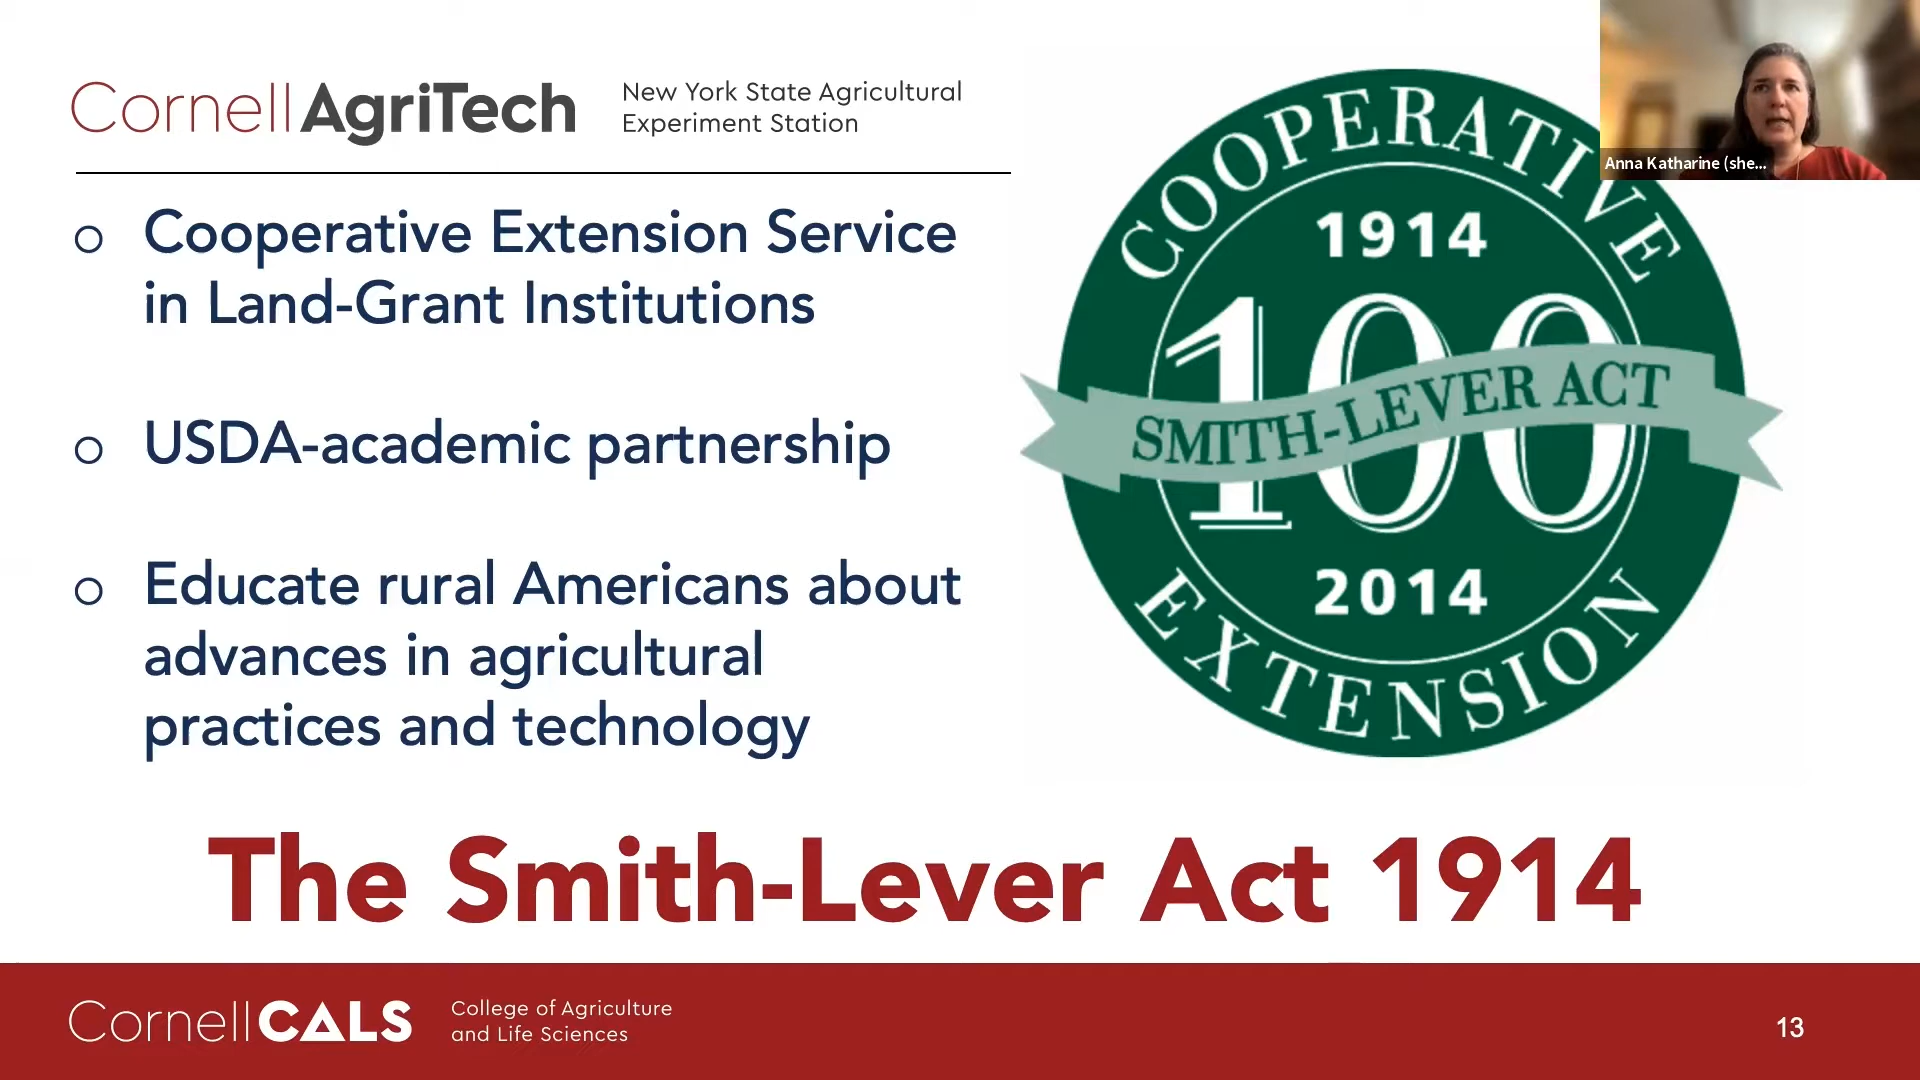 Cornell AgriTech
New York State Agricultural
Experiment Station
Anna Katharine (she...
o Cooperative Extension Service
in Land-Grant Institutions
o USDA-academic partnership
o Educate rural Americans about
advances in agricultural
practices and technology
COOPERATIVE
1914
100
SMITH-LEVER ACT
2014
EXTENSION
The Smith-Lever Act 1914
CornellCALS
College of Agriculture
and Life Sciences
13